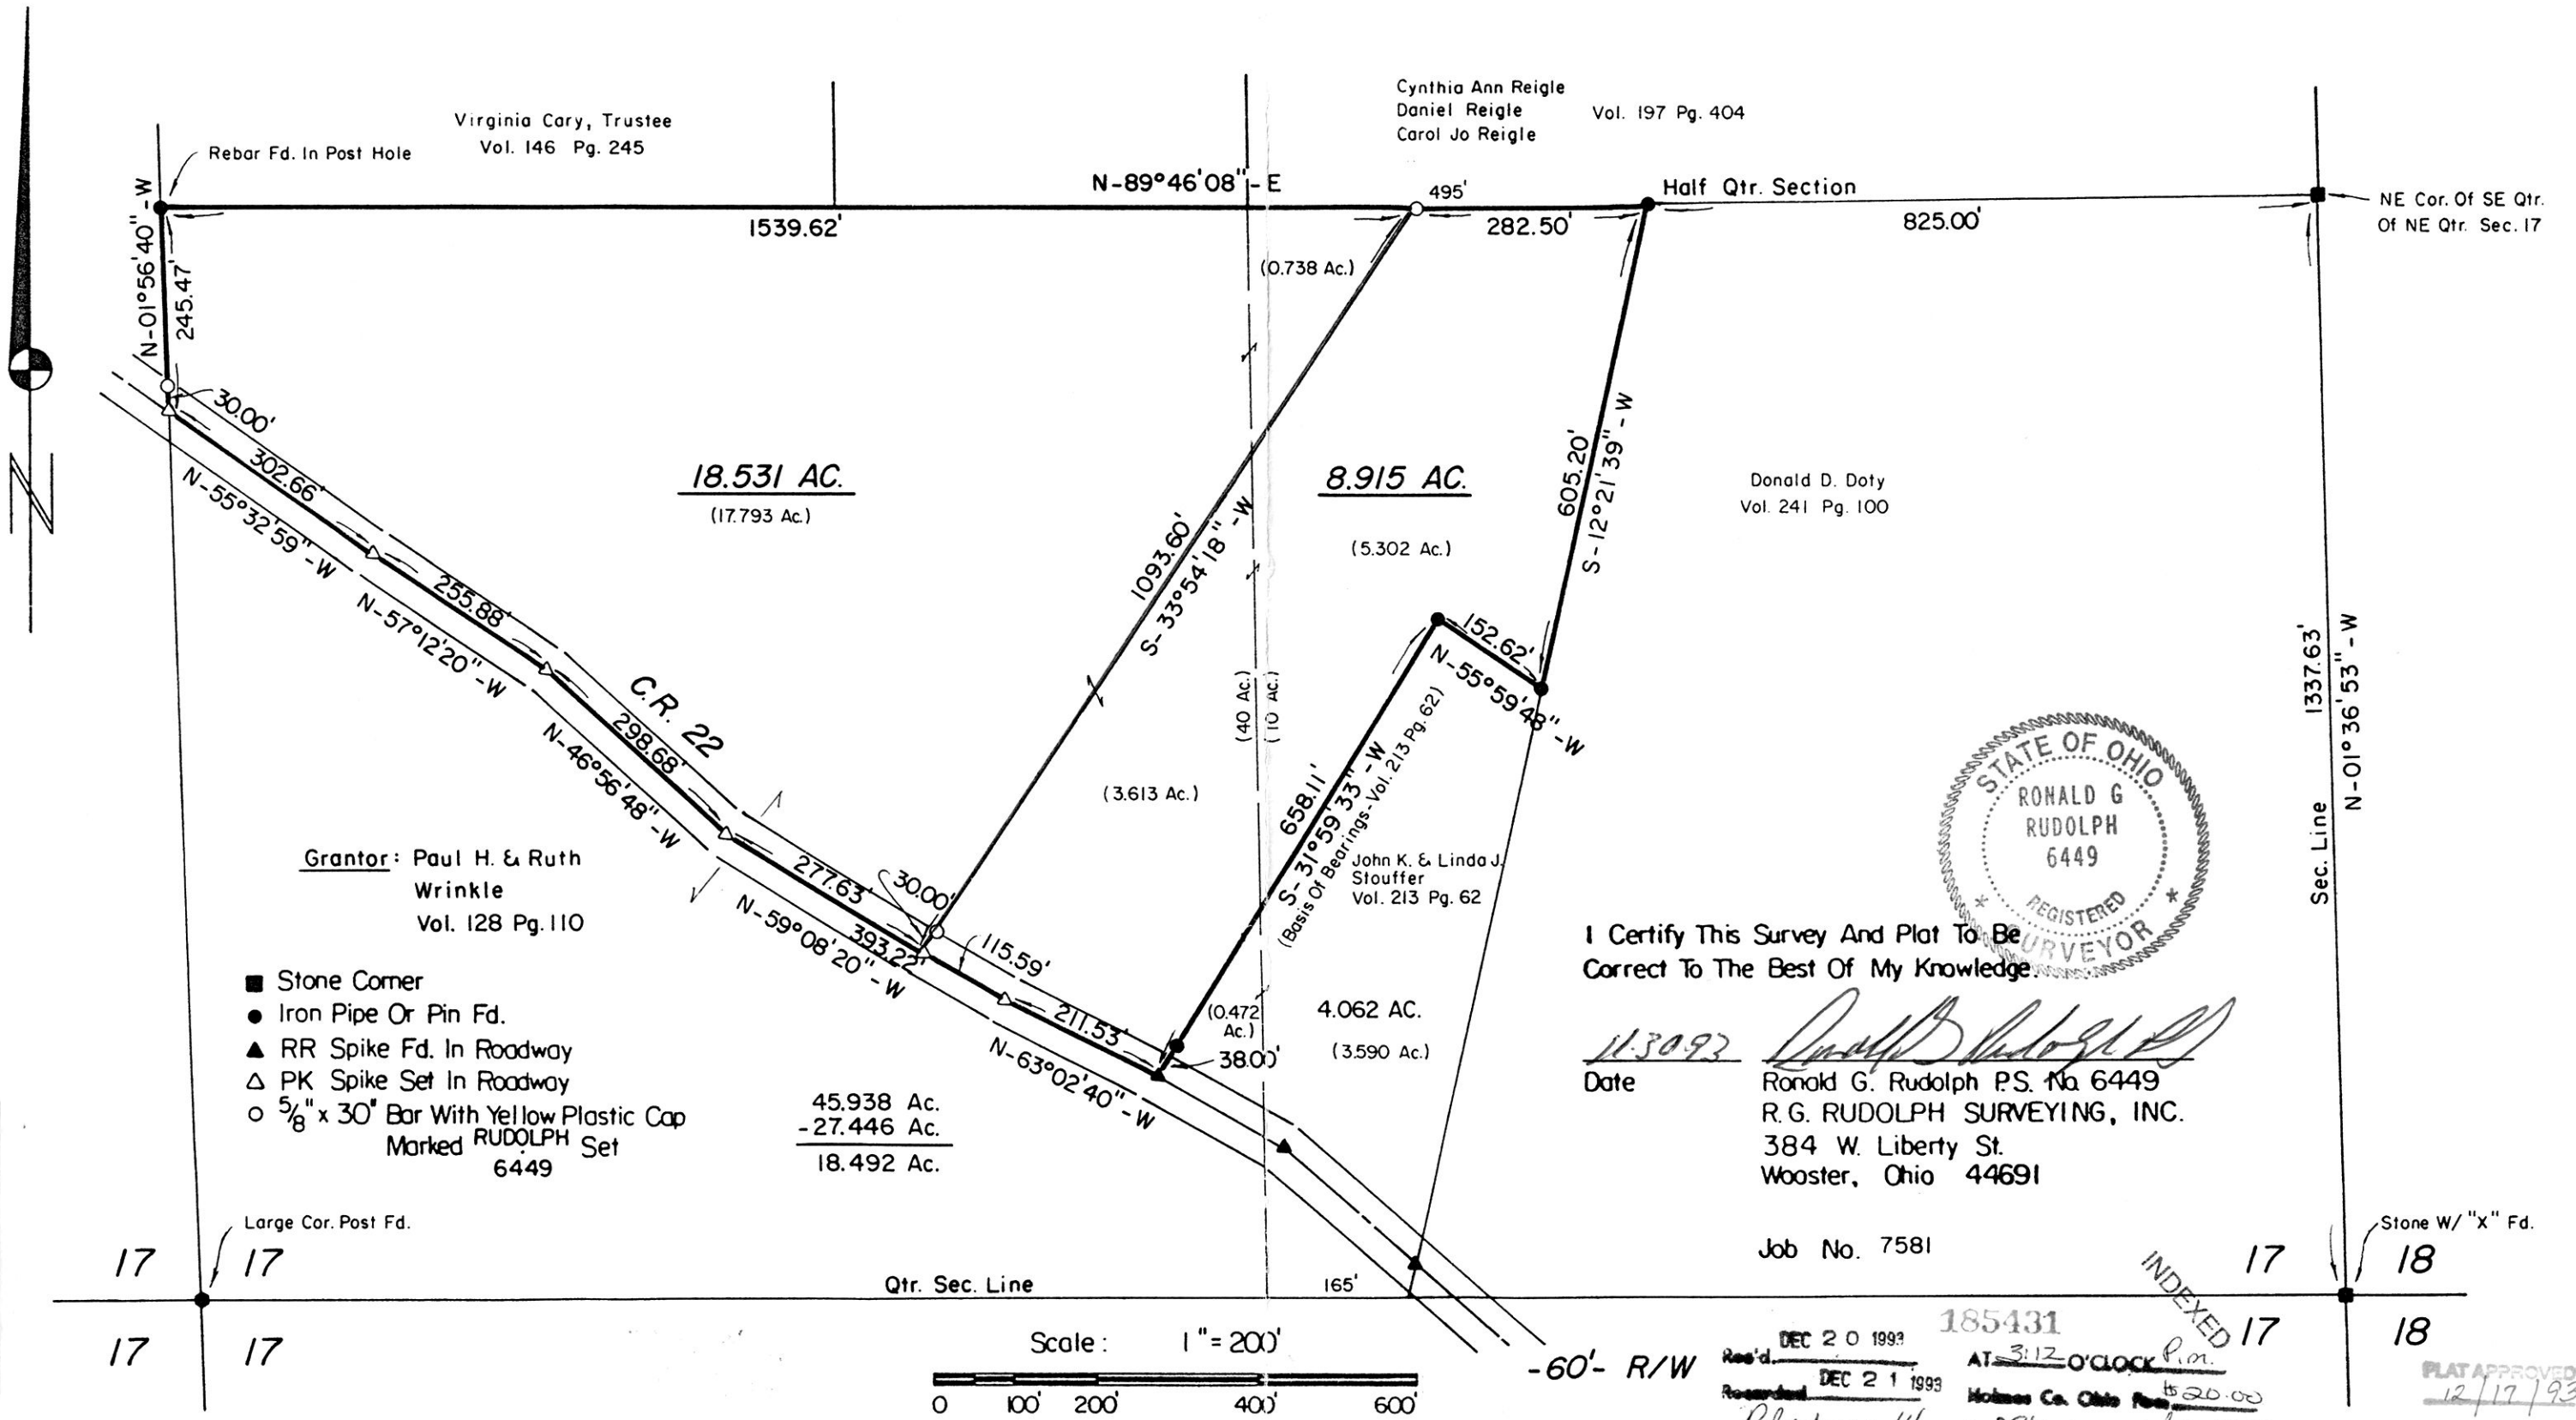 Cynthia Ann Reigle
Daniel Reigle Vol. 197 Pg. 404
Carol Jo Reigle
Virginia Cary, Trustee
Vol. 146 Pg. 245
Rebar Fd. In Post Hole
N-89°46'08"-E
495'
Half Qtr. Section
NE Cor. Of SE Qtr.
Of NE Qtr. Sec. 17
1539.62'
282.50'
825.00'
N-01°56'40"-W
245.47'
(0.738 Ac.)
N
30.00'
302.66'
N-55°32'59"-W
18.531 AC.
(17.793 Ac.)
8.915 AC.
(5.302 Ac.)
605.20'
S-12°21'39"-W
Donald D. Doty
Vol. 241 Pg. 100
1093.60'
S-33°54'18"-W
255.88'
N-57°12'20"-W
C.R. 22
298.68'
N-46°56'48"-W
152.62'
N-55°59'48"-W
(40 Ac.)
(10 Ac.)
(3.613 Ac.)
658.11'
S-31°59'33"-W
(Basis Of Bearings-Vol. 213 Pg. 62)
1337.63'
N-01°36'53"-W
Sec. Line
STATE OF OHIO
RONALD G
RUDOLPH
6449
REGISTERED
SURVEYOR
John K. & Linda J.
Stouffer
Vol. 213 Pg. 62
Grantor: Paul H. & Ruth
Wrinkle
Vol. 128 Pg. 110
277.63'
30.00'
393.22'
N-59°08'20"-W
115.59'
211.53'
N-63°02'40"-W
(0.472
Ac.)
38.00'
4.062 AC.
(3.590 Ac.)
I Certify This Survey And Plat To Be
Correct To The Best Of My Knowledge.
11-30-93
Date
Ronald G. Rudolph P.S. No. 6449
R.G. RUDOLPH SURVEYING, INC.
384 W. Liberty St.
Wooster, Ohio 44691
Job No. 7581
Stone Corner
Iron Pipe Or Pin Fd.
RR Spike Fd. In Roadway
PK Spike Set In Roadway
5/8" x 30" Bar With Yellow Plastic Cap
Marked RUDOLPH Set
6449
45.938 Ac.
-27.446 Ac.
18.492 Ac.
Large Cor. Post Fd.
Stone W/ "X" Fd.
17 17
17 18
Qtr. Sec. Line
165'
17 17
17 18
INDEXED
Scale: 1"=200'
0 100' 200' 400' 600'
-60'- R/W
185431
Rec'd. DEC 20 1993 AT 3:12 O'CLOCK P.m.
Recorded DEC 21 1993 Holmes Co. Ohio Fee $20.00
PLAT APPROVED
12/17/93